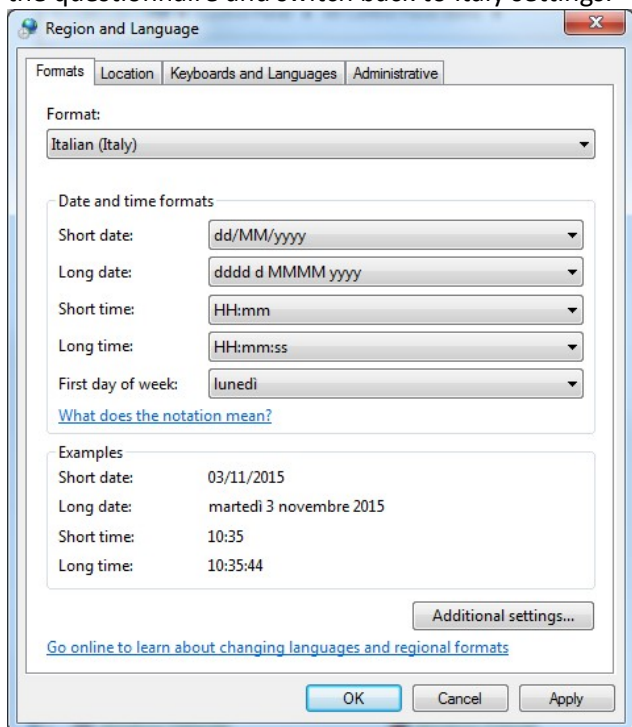 the questionnaire and switch back to Italy settings.
Region and Language
Formats Location Keyboards and Languages Administrative
Format:
Italian (Italy)
Date and time formats
Short date: dd/MM/yyyy
Long date: dddd d MMMM yyyy
Short time: HH:mm
Long time: HH:mm:ss
First day of week: lunedì
What does the notation mean?
Examples
Short date: 03/11/2015
Long date: martedì 3 novembre 2015
Short time: 10:35
Long time: 10:35:44
Additional settings...
Go online to learn about changing languages and regional formats
OK Cancel Apply